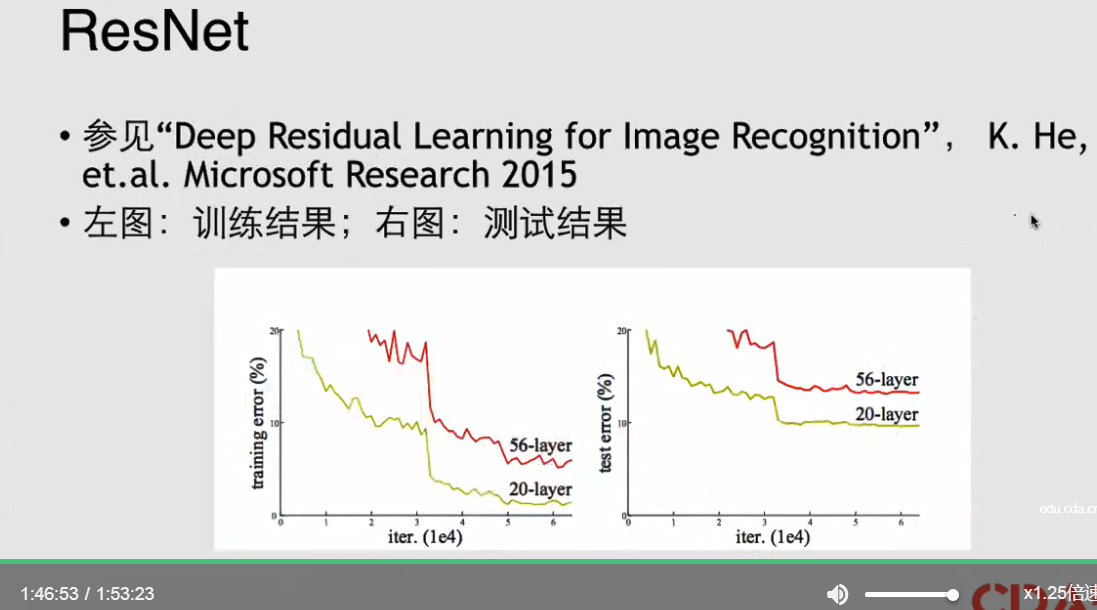 ResNet
• 参见“Deep Residual Learning for Image Recognition”， K. He,
et.al. Microsoft Research 2015
• 左图：训练结果；右图：测试结果
training error (%)
20
10
0
56-layer
20-layer
0 1 2 3 4 5 6
iter. (1e4)
test error (%)
20
10
0
56-layer
20-layer
0 1 2 3 4 5 6
iter. (1e4)
edu.cda.cn
1:46:53 / 1:53:23
x1.25倍速